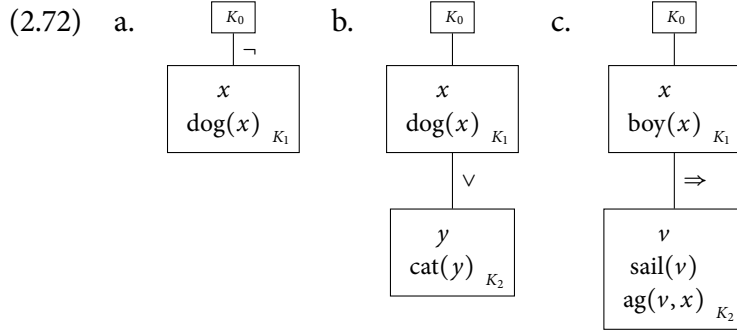 (2.72) a. K₀ b. K₀ c. K₀
¬
x x x
dog(x) K₁ dog(x) K₁ boy(x) K₁
∨ ⇒
y v
cat(y) K₂ sail(v)
ag(v, x) K₂